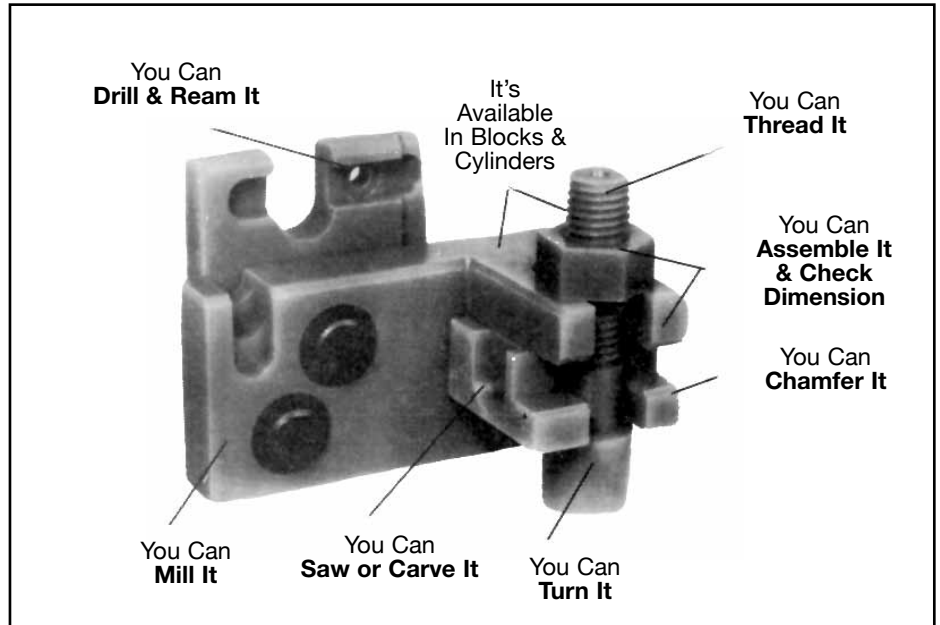 You Can
Drill & Ream It
It's
Available
In Blocks &
Cylinders
You Can
Thread It
You Can
Assemble It
& Check
Dimension
You Can
Chamfer It
You Can
Mill It
You Can
Saw or Carve It
You Can
Turn It